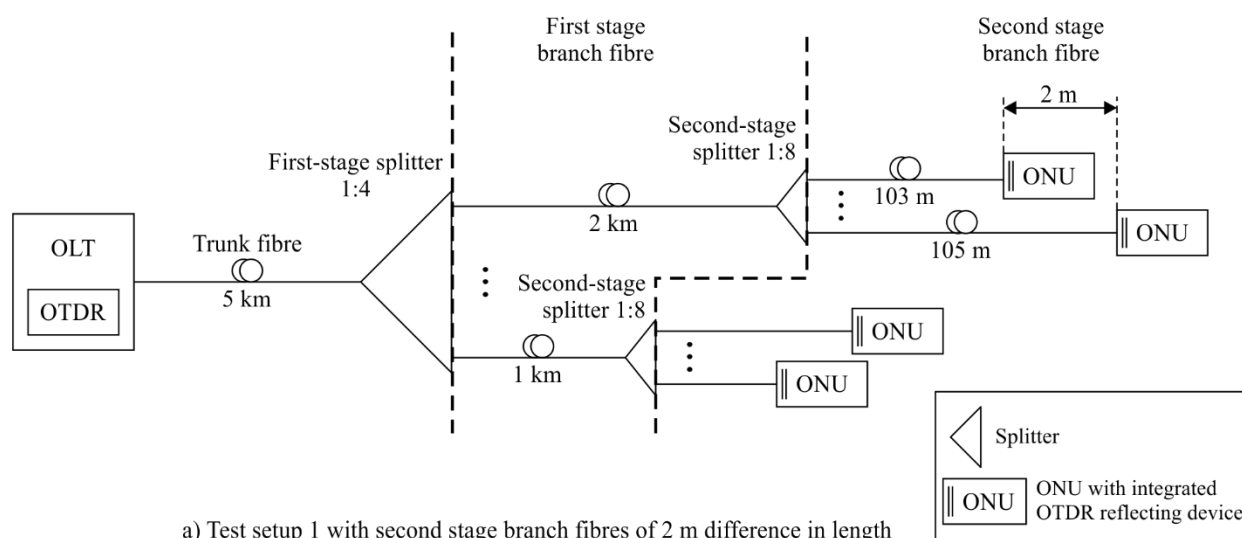 First stage
branch fibre
Second stage
branch fibre
2 m
Second-stage
splitter 1:8
First-stage splitter
1:4
ONU
103 m
2 km
ONU
105 m
OLT
OTDR
Trunk fibre
5 km
Second-stage
splitter 1:8
ONU
1 km
ONU
Splitter
ONU
ONU with integrated
OTDR reflecting device
a) Test setup 1 with second stage branch fibres of 2 m difference in length